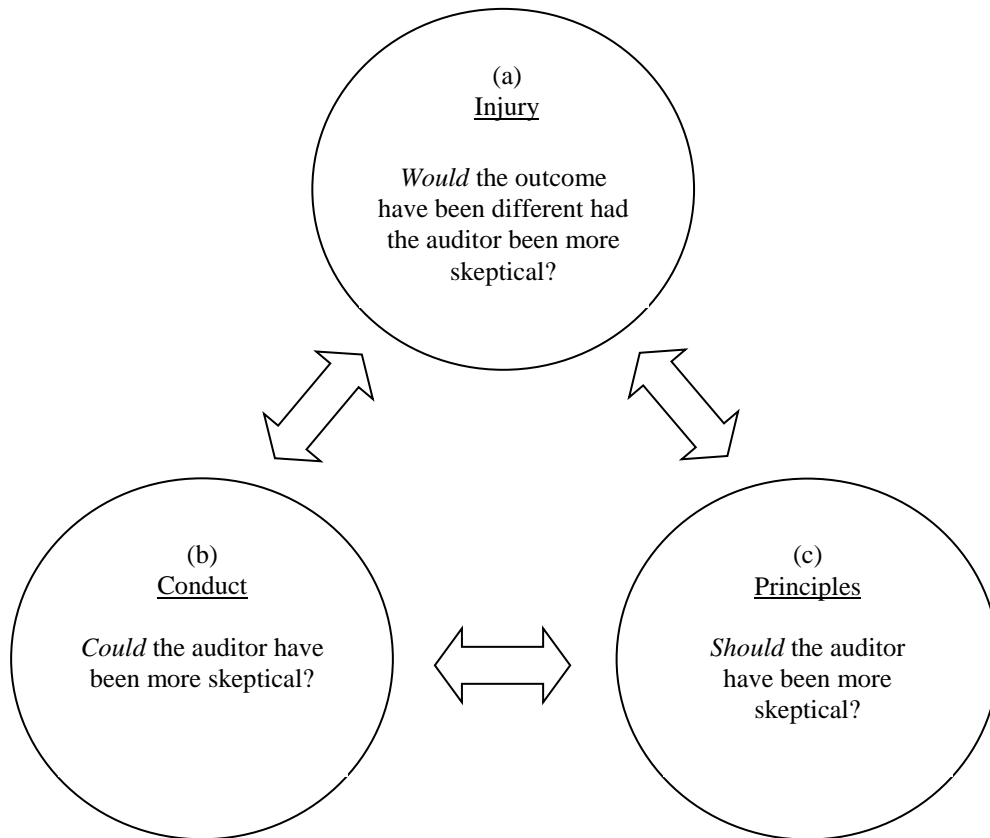 (a)
Injury
Would the outcome
have been different had
the auditor been more
skeptical?
(b)
Conduct
Could the auditor have
been more skeptical?
(c)
Principles
Should the auditor
have been more
skeptical?